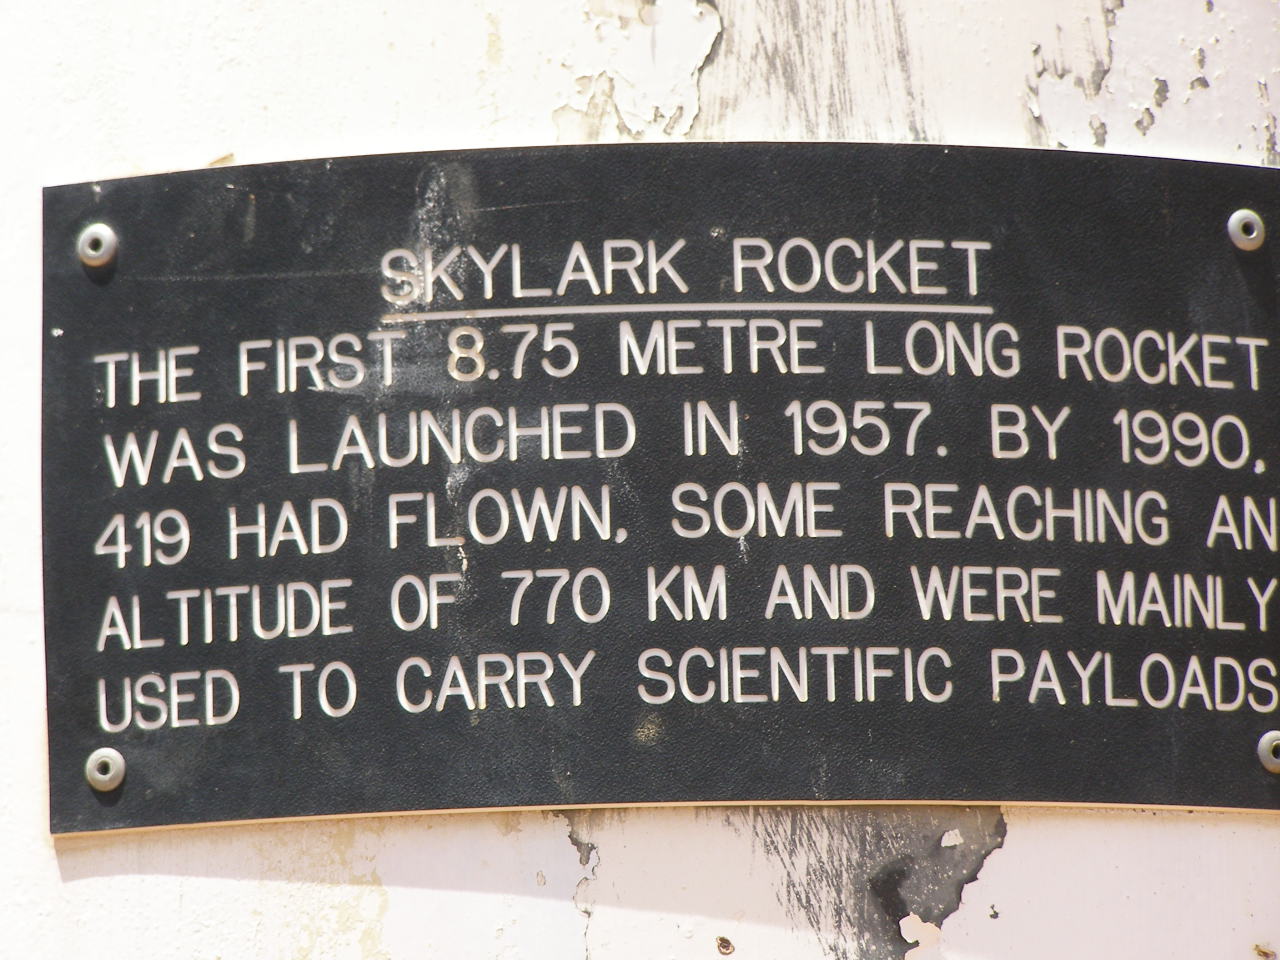 SKYLARK ROCKET
THE FIRST 8.75 METRE LONG ROCKET
WAS LAUNCHED IN 1957. BY 1990,
419 HAD FLOWN. SOME REACHING AN
ALTITUDE OF 770 KM AND WERE MAINLY
USED TO CARRY SCIENTIFIC PAYLOADS